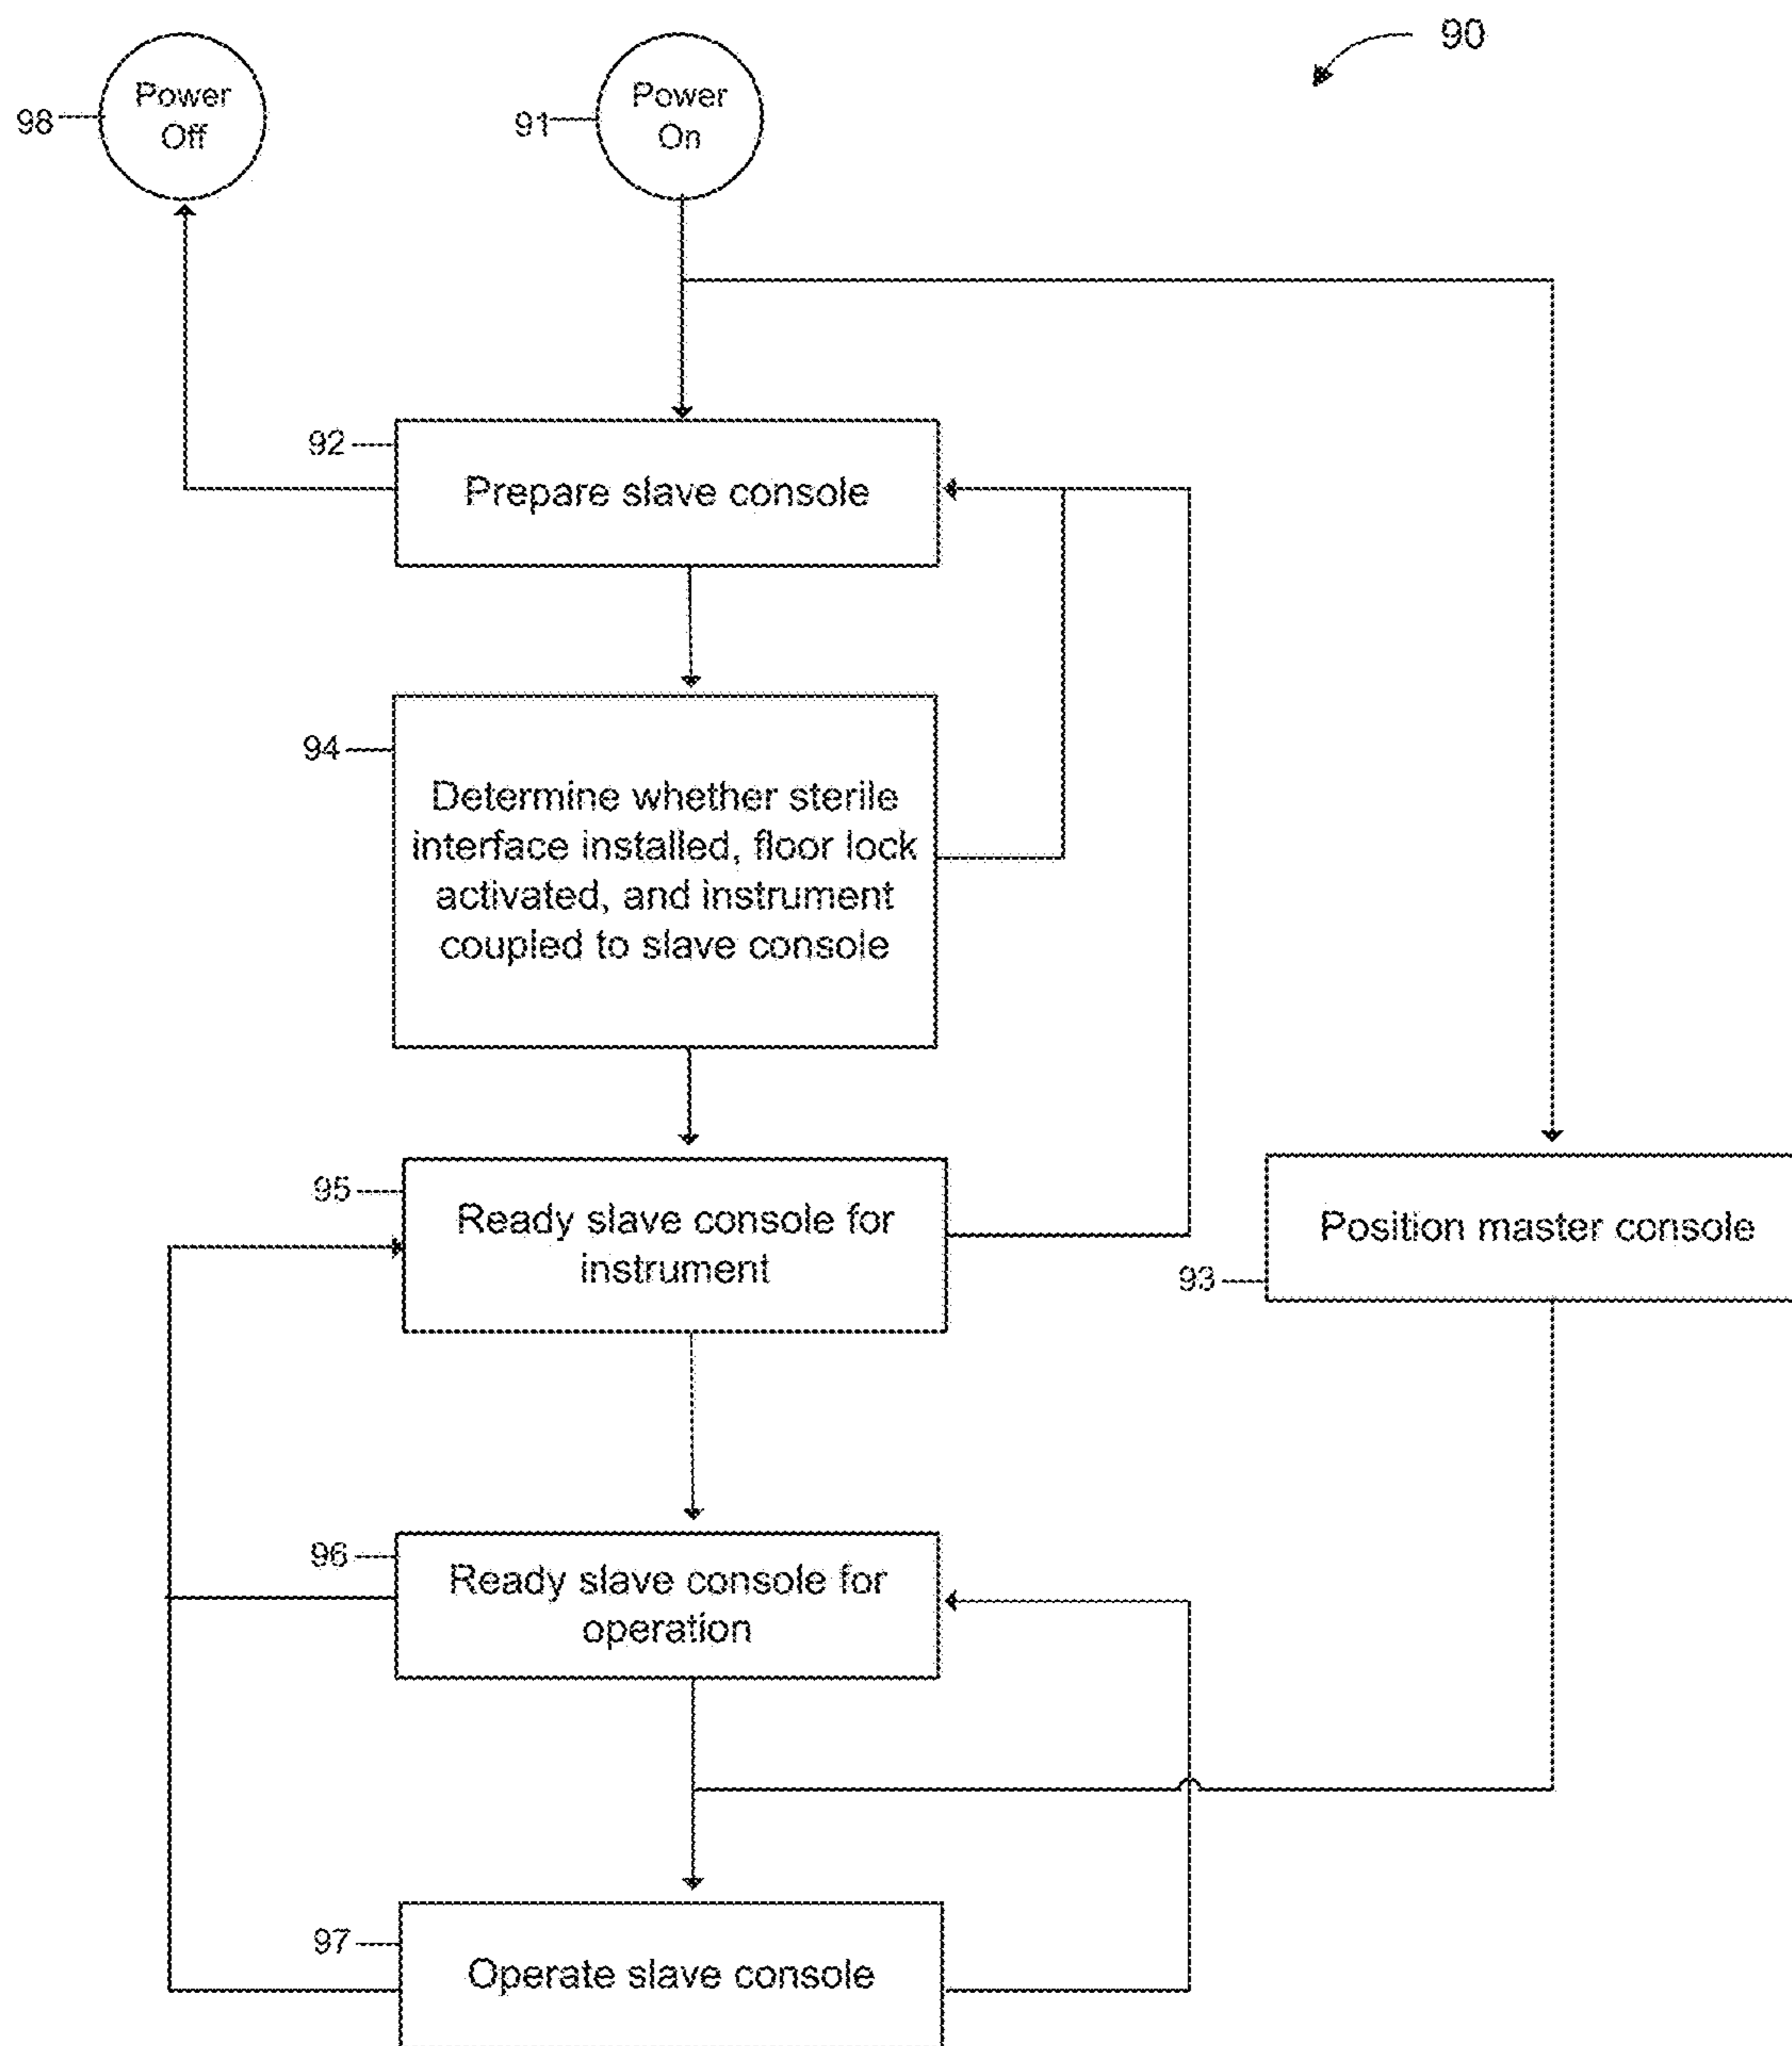 90
Power
Off
98
Power
On
91
92
Prepare slave console
94
Determine whether sterile
interface installed, floor lock
activated, and instrument
coupled to slave console
95
Ready slave console for
instrument
Position master console
93
96
Ready slave console for
operation
97
Operate slave console